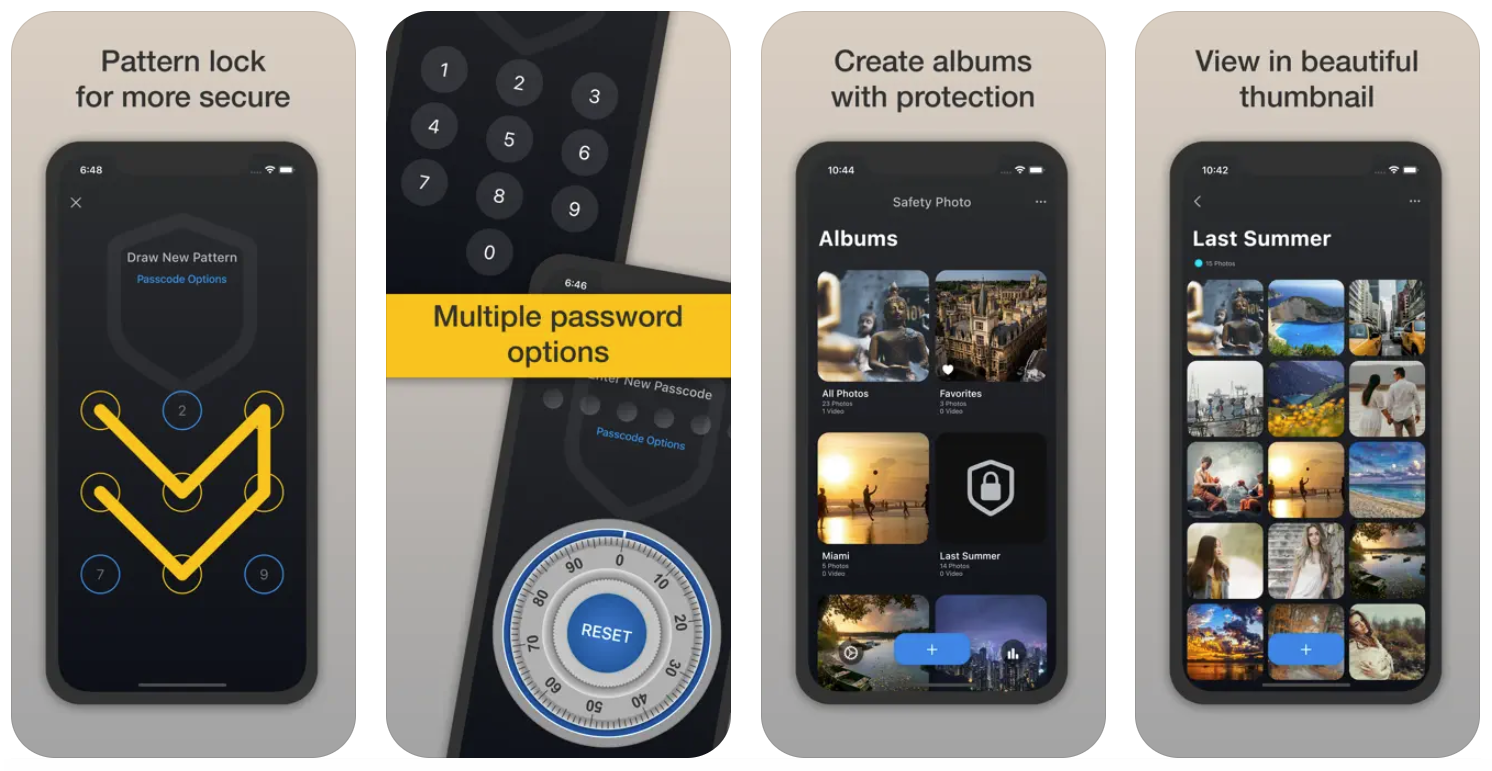 Pattern lock
for more secure
6:48
Draw New Pattern
Passcode Options
2
7
9
1
2
3
4
5
6
7
8
9
0
6:46
Multiple password
options
Enter New Passcode
Passcode Options
0
10
20
30
40
50
60
70
80
90
RESET
Create albums
with protection
10:44
Safety Photo
Albums
All Photos
23 Photos
1 Video
Favorites
3 Photos
0 Video
Miami
5 Photos
0 Video
Last Summer
14 Photos
0 Video
View in beautiful
thumbnail
10:42
Last Summer
15 Photos